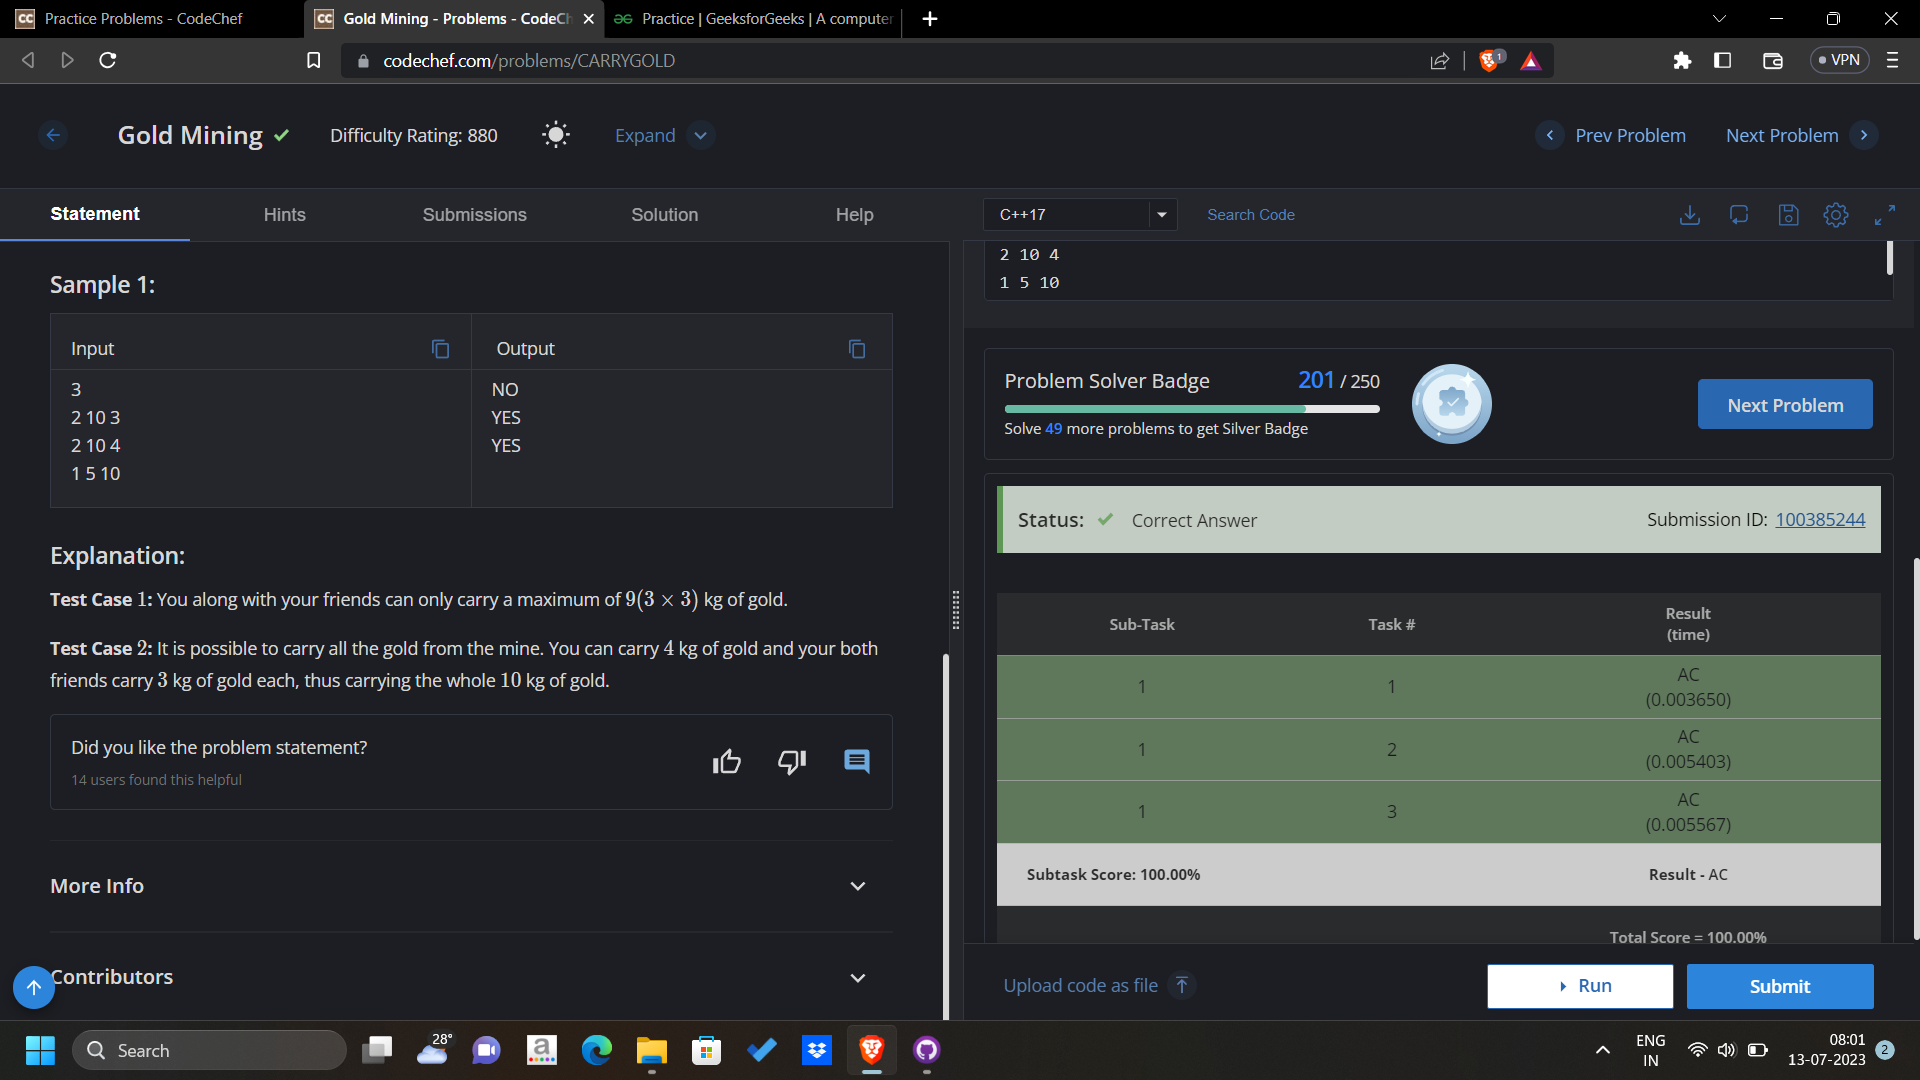 Practice Problems - CodeChef
Gold Mining - Problems - CodeCh
Practice | GeeksforGeeks | A computer
codechef.com/problems/CARRYGOLD
1
VPN
Gold Mining
Difficulty Rating: 880
Expand
Prev Problem
Next Problem
Statement
Hints
Submissions
Solution
Help
C++17
Search Code
2 10 4
1 5 10
Sample 1:
Input
Output
3
2 10 3
2 10 4
1 5 10
NO
YES
YES
Explanation:
Test Case 1: You along with your friends can only carry a maximum of 9(3 × 3) kg of gold.
Test Case 2: It is possible to carry all the gold from the mine. You can carry 4 kg of gold and your both
friends carry 3 kg of gold each, thus carrying the whole 10 kg of gold.
Did you like the problem statement?
14 users found this helpful
More Info
Contributors
Problem Solver Badge
201 / 250
Solve 49 more problems to get Silver Badge
Next Problem
Status:
Correct Answer
Submission ID: 100385244
Sub-Task
Task #
Result
(time)
1
1
AC
(0.003650)
1
2
AC
(0.005403)
1
3
AC
(0.005567)
Subtask Score: 100.00%
Result - AC
Total Score = 100.00%
Upload code as file
Run
Submit
Search
28°
a
ENG
IN
08:01
13-07-2023
2